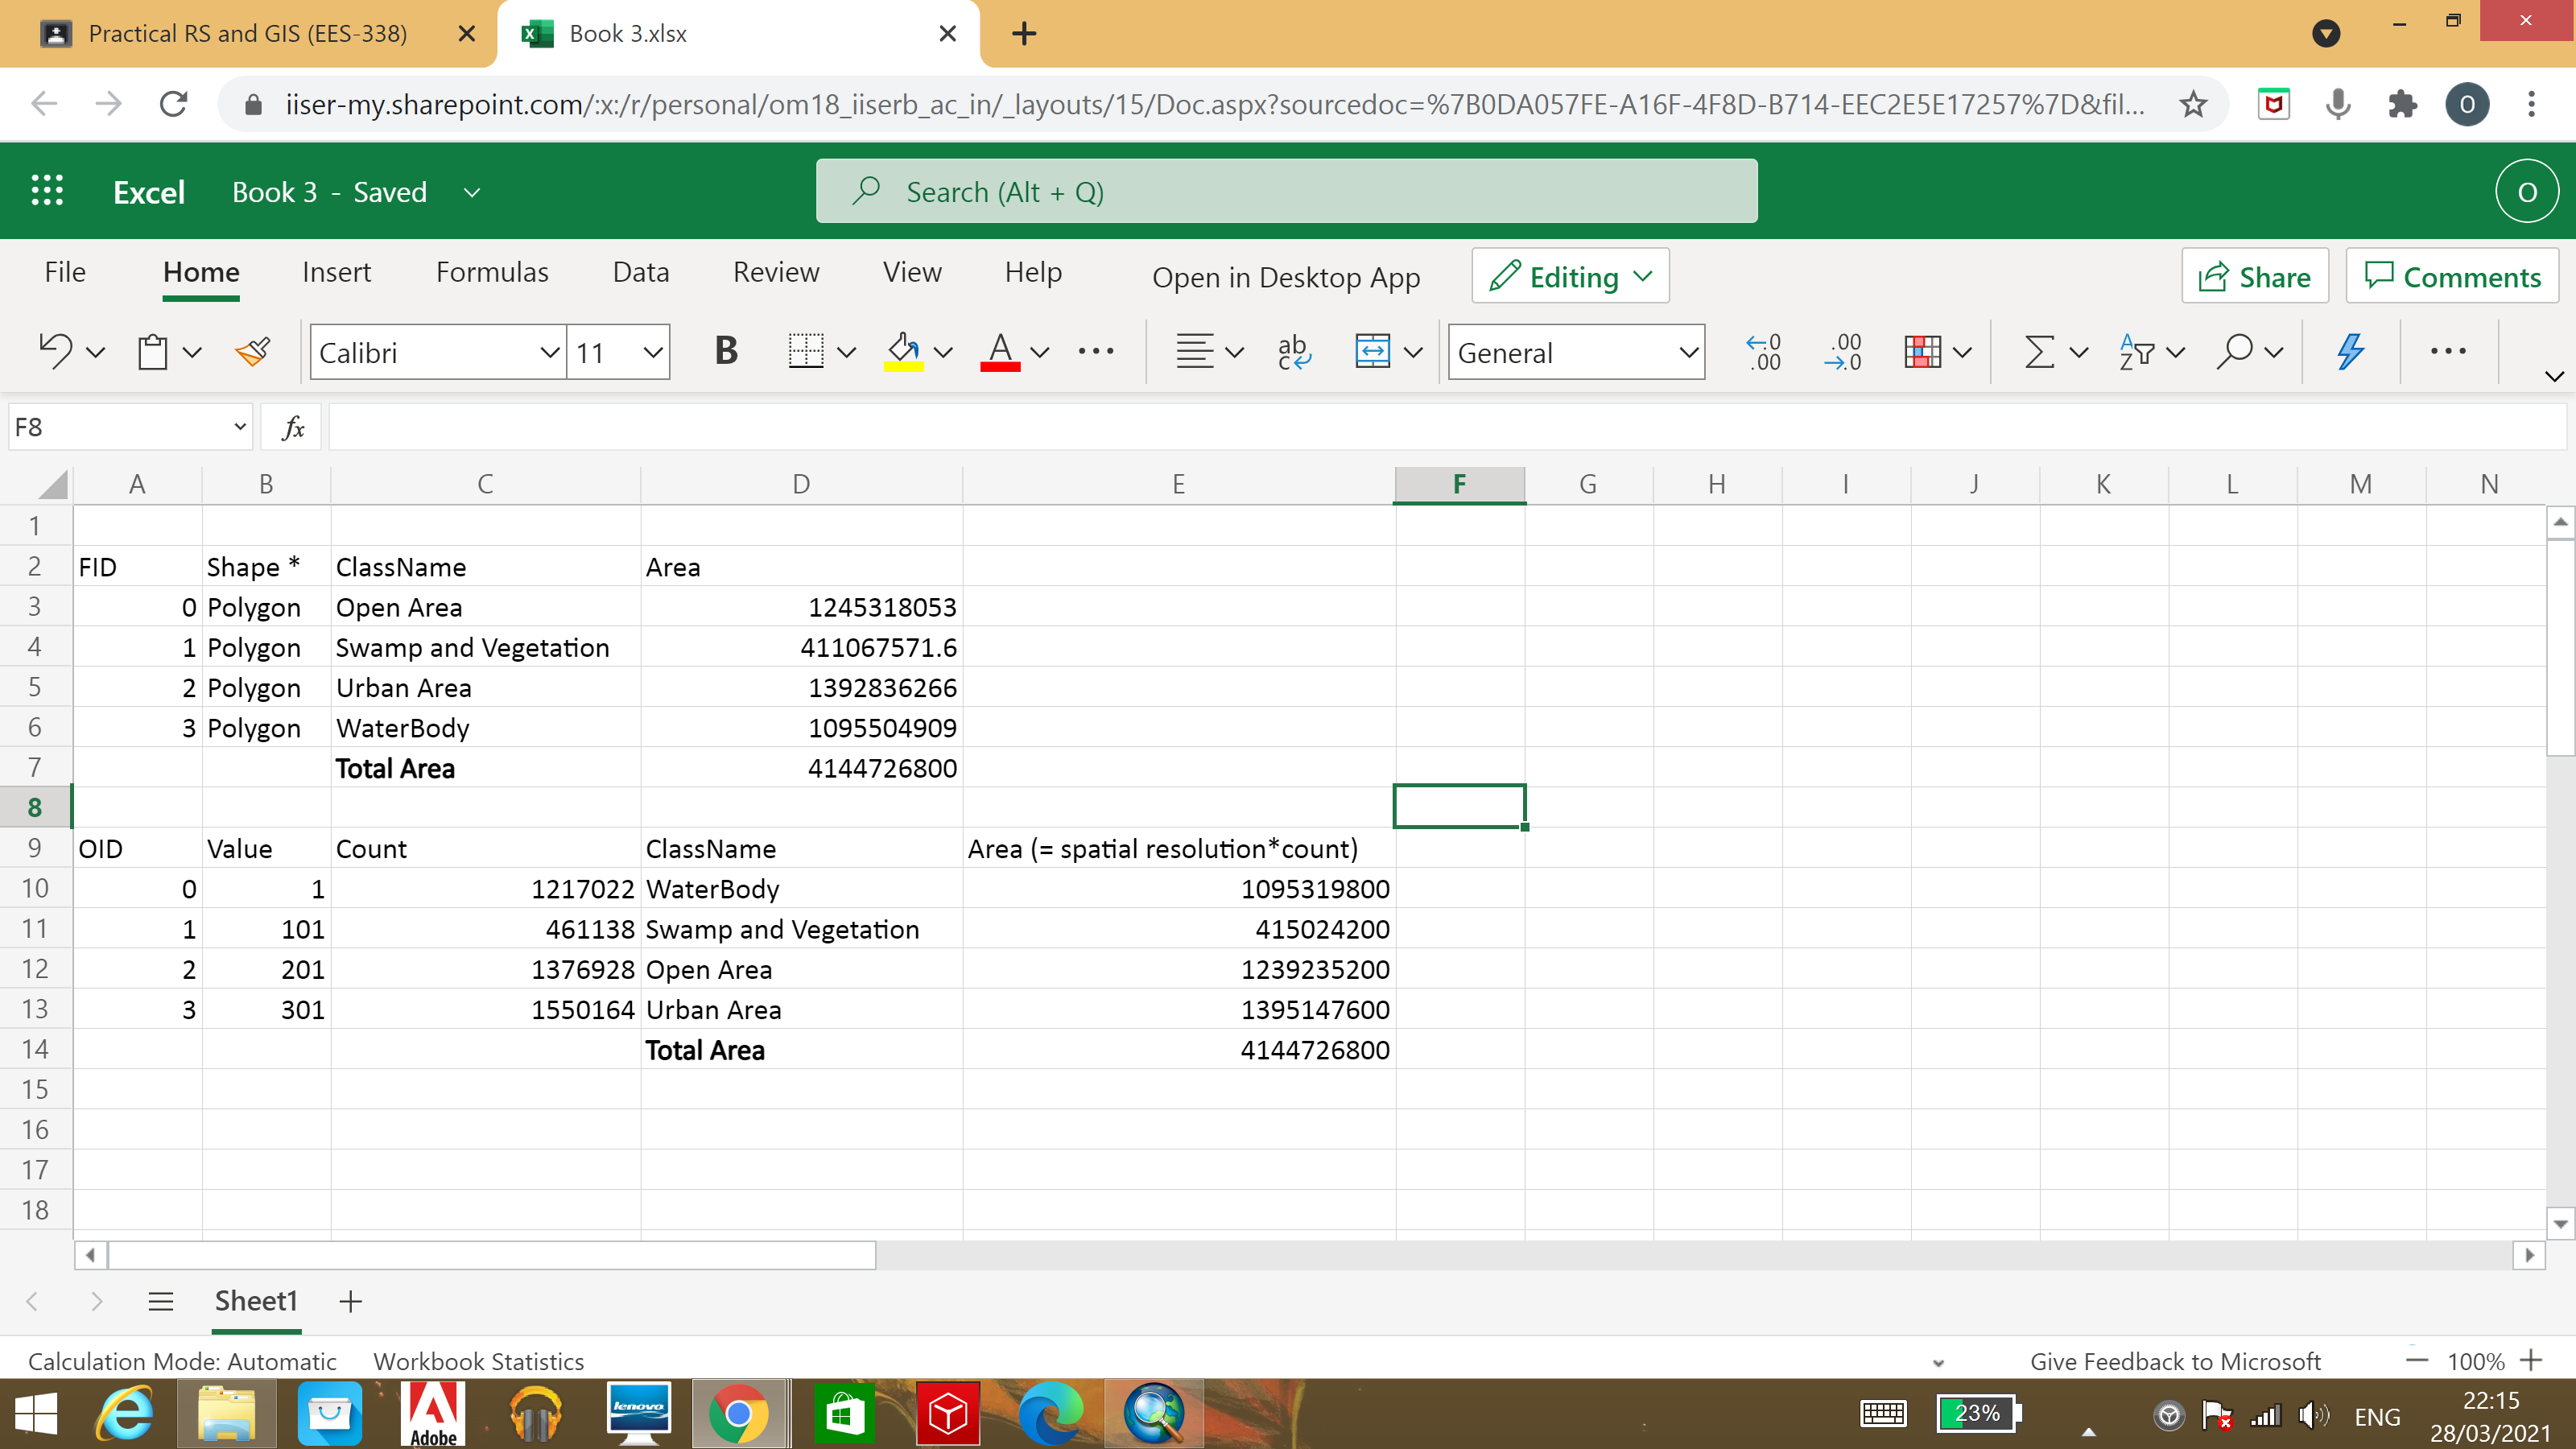 Practical RS and GIS (EES-338)
Book 3.xlsx
iiser-my.sharepoint.com/:x:/r/personal/om18_iiserb_ac_in/_layouts/15/Doc.aspx?sourcedoc=%7B0DA057FE-A16F-4F8D-B714-EEC2E5E17257%7D&fil...
O
Excel Book 3 - Saved
Search (Alt + Q)
O
File Home Insert Formulas Data Review View Help Open in Desktop App Editing Share Comments
Calibri 11 B A ab c General .0 .00 .00 .0 A Z
F8 fx
A B C D E F G H I J K L M N
1
2 FID Shape * ClassName Area
3 0 Polygon Open Area 1245318053
4 1 Polygon Swamp and Vegetation 411067571.6
5 2 Polygon Urban Area 1392836266
6 3 Polygon WaterBody 1095504909
7 Total Area 4144726800
8
9 OID Value Count ClassName Area (= spatial resolution*count)
10 0 1 1217022 WaterBody 1095319800
11 1 101 461138 Swamp and Vegetation 415024200
12 2 201 1376928 Open Area 1239235200
13 3 301 1550164 Urban Area 1395147600
14 Total Area 4144726800
15
16
17
18
Sheet1
Calculation Mode: Automatic Workbook Statistics Give Feedback to Microsoft 100%
Adobe
lenovo
23%
ENG
22:15
28/03/2021